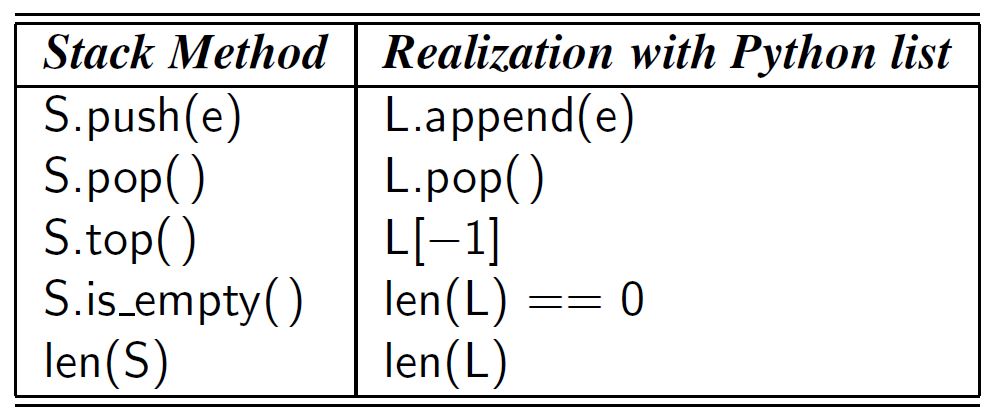 Stack Method Realization with Python list
S.push(e) L.append(e)
S.pop( ) L.pop( )
S.top( ) L[−1]
S.is_empty( ) len(L) == 0
len(S) len(L)